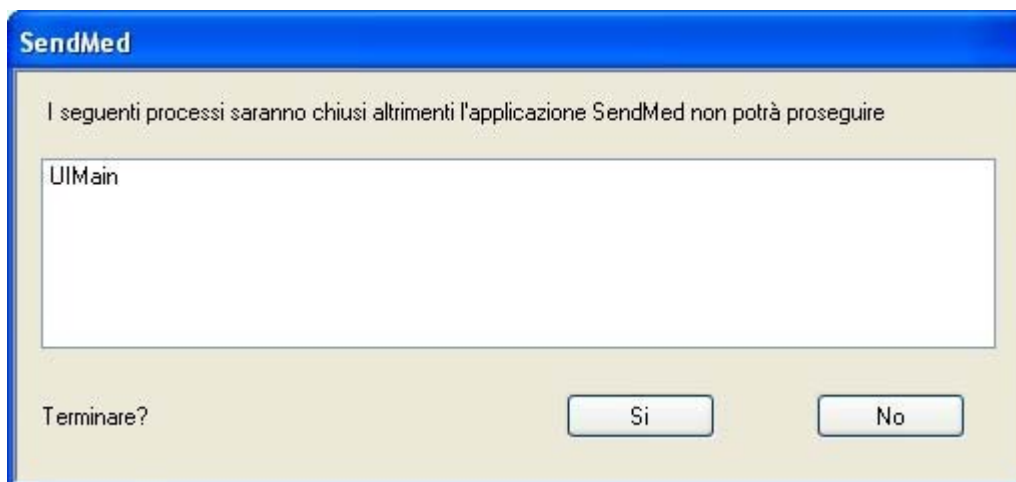 SendMed
I seguenti processi saranno chiusi altrimenti l'applicazione SendMed non potrà proseguire
UIMain
Terminare?
Si
No